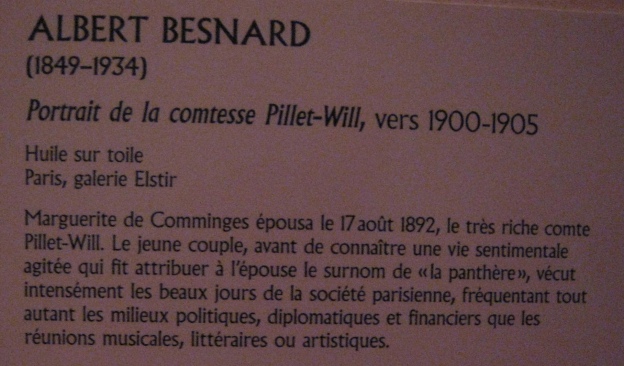 ALBERT BESNARD
(1849–1934)
Portrait de la comtesse Pillet-Will, vers 1900-1905
Huile sur toile
Paris, galerie Elstir
Marguerite de Comminges épousa le 17 août 1892, le très riche comte
Pillet-Will. Le jeune couple, avant de connaître une vie sentimentale
agitée qui fit attribuer à l'épouse le surnom de «la panthère», vécut
intensément les beaux jours de la société parisienne, fréquentant tout
autant les milieux politiques, diplomatiques et financiers que les
réunions musicales, littéraires ou artistiques.